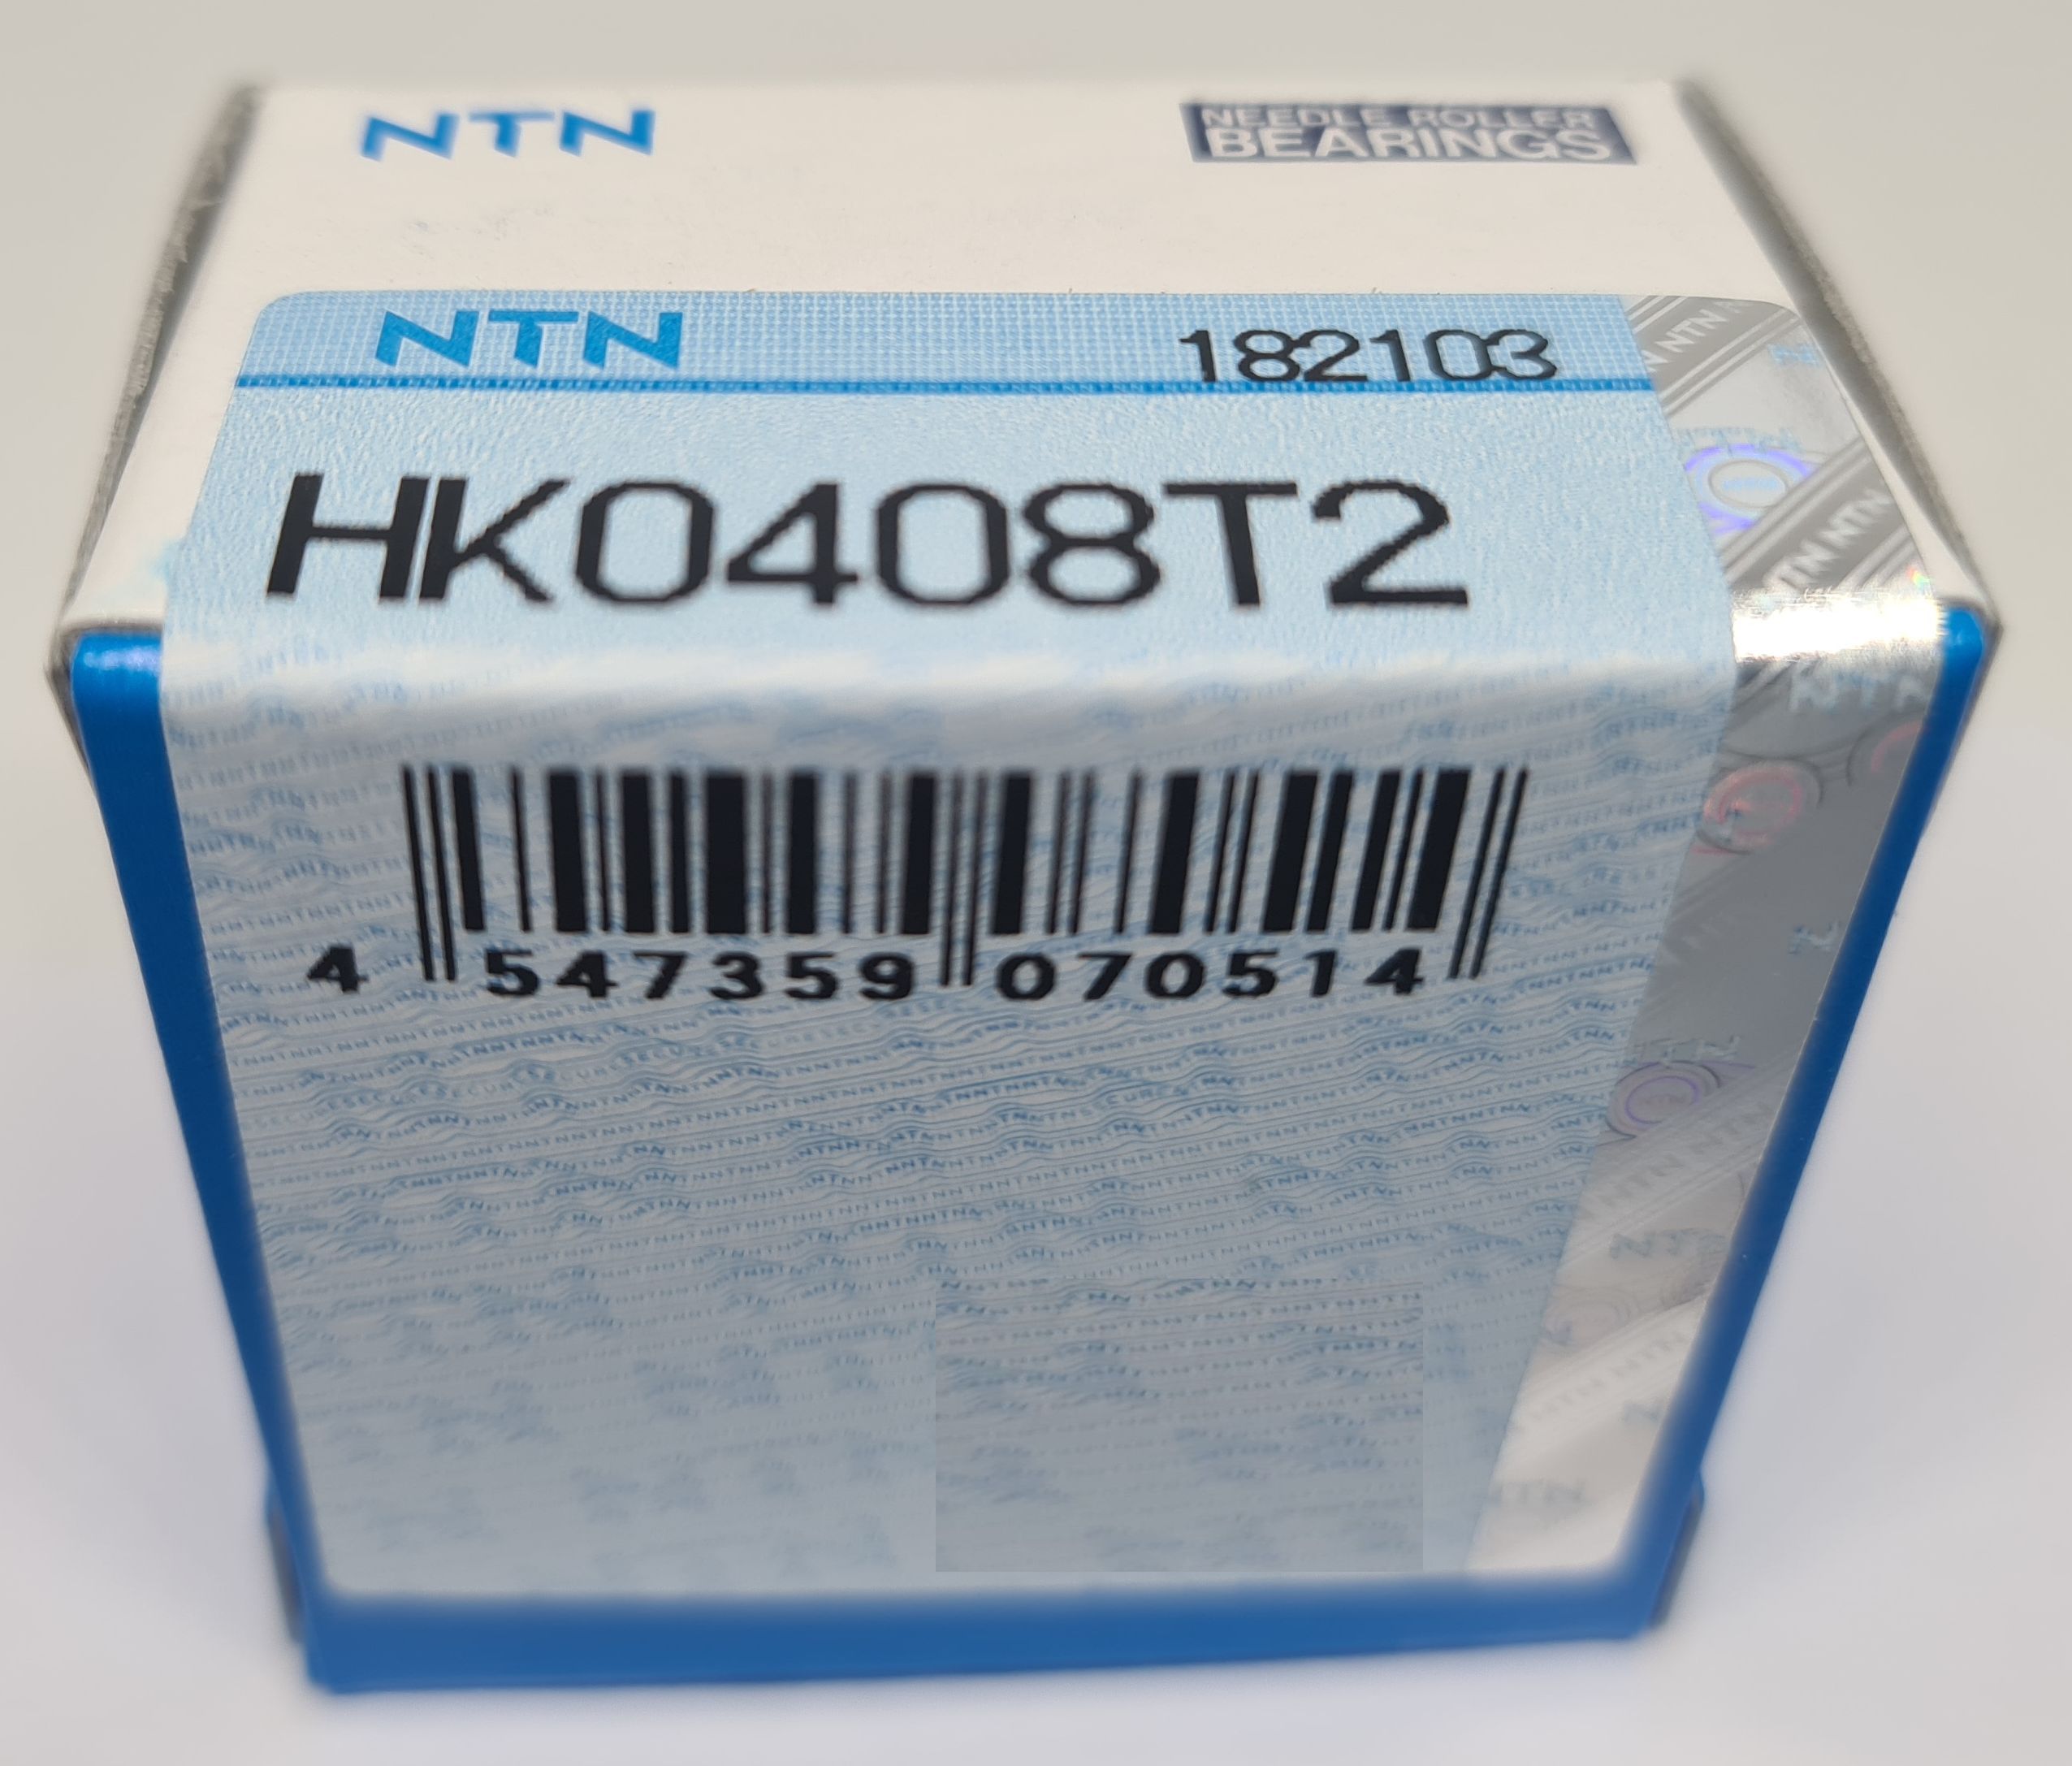 NTN
NEEDLE ROLLER
BEARINGS
NTN
182103
HK0408T2
4 547359 070514